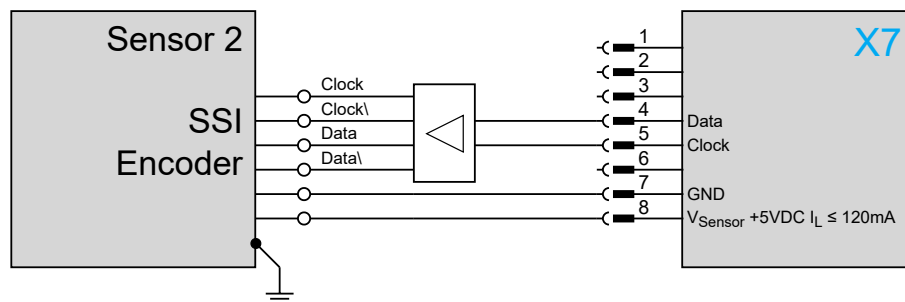 Sensor 2
SSI
Encoder
Clock
Clock\
Data
Data\
1
2
3
4
5
6
7
8
X7
Data
Clock
GND
VSensor +5VDC IL ≤ 120mA